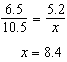 6.5/10.5 = 5.2/x
x = 8.4